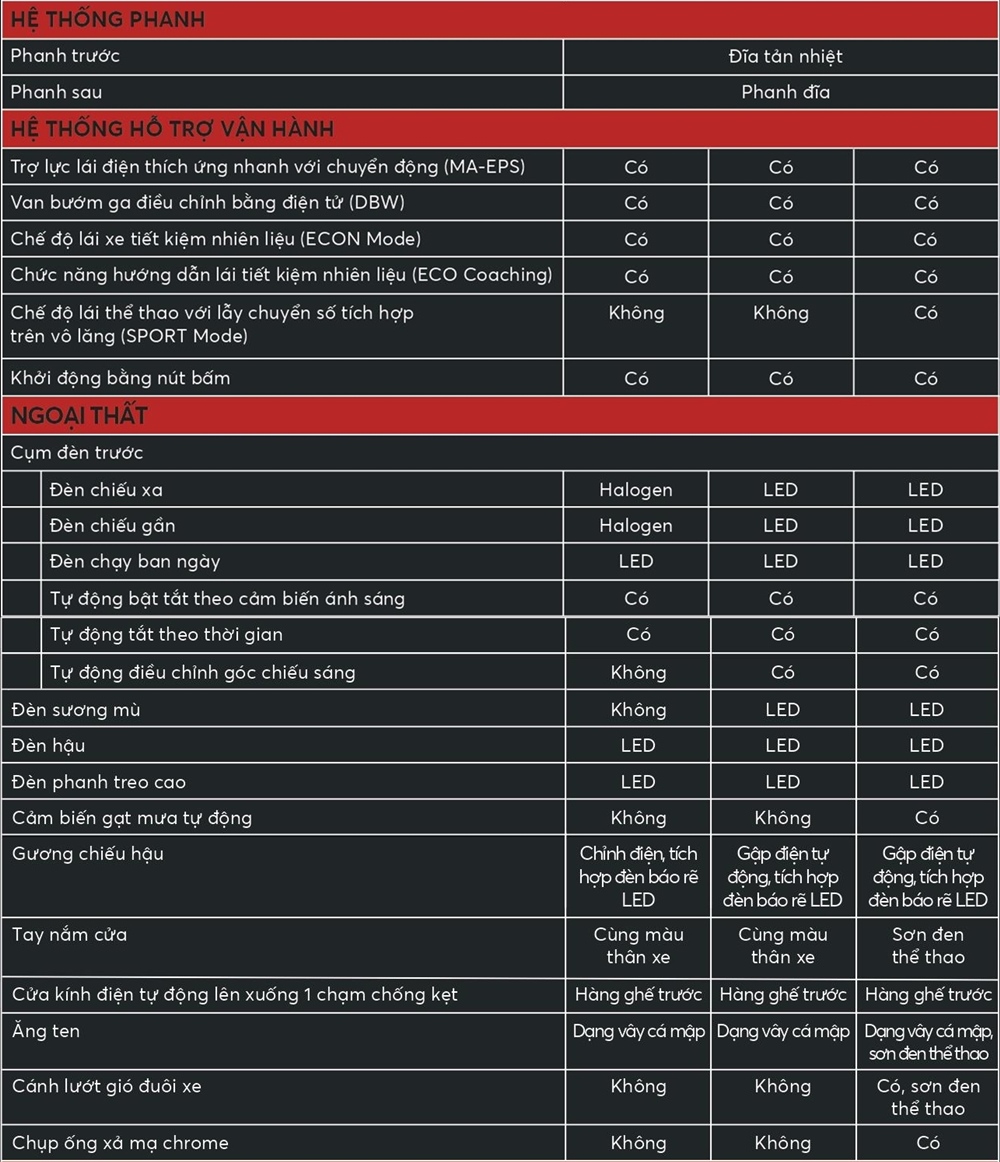 HỆ THỐNG PHANH
Phanh trước Đĩa tản nhiệt
Phanh sau Phanh đĩa
HỆ THỐNG HỖ TRỢ VẬN HÀNH
Trợ lực lái điện thích ứng nhanh với chuyển động (MA-EPS) Có Có Có
Van bướm ga điều chỉnh bằng điện tử (DBW) Có Có Có
Chế độ lái xe tiết kiệm nhiên liệu (ECON Mode) Có Có Có
Chức năng hướng dẫn lái tiết kiệm nhiên liệu (ECO Coaching) Có Có Có
Chế độ lái thể thao với lẫy chuyển số tích hợp Không Không Có
trên vô lăng (SPORT Mode)
Khởi động bằng nút bấm Có Có Có
NGOẠI THẤT
Cụm đèn trước
Đèn chiếu xa Halogen LED LED
Đèn chiếu gần Halogen LED LED
Đèn chạy ban ngày LED LED LED
Tự động bật tắt theo cảm biến ánh sáng Có Có Có
Tự động tắt theo thời gian Có Có Có
Tự động điều chỉnh góc chiếu sáng Không Có Có
Đèn sương mù Không LED LED
Đèn hậu LED LED LED
Đèn phanh treo cao LED LED LED
Cảm biến gạt mưa tự động Không Không Có
Gương chiếu hậu Chỉnh điện, tích Gập điện tự Gập điện tự
hợp đèn báo rẽ động, tích hợp động, tích hợp
LED đèn báo rẽ LED đèn báo rẽ LED
Tay nắm cửa Cùng màu Cùng màu Sơn đen
thân xe thân xe thể thao
Cửa kính điện tự động lên xuống 1 chạm chống kẹt Hàng ghế trước Hàng ghế trước Hàng ghế trước
Ăng ten Dạng vây cá mập Dạng vây cá mập Dạng vây cá mập,
sơn đen thể thao
Cánh lướt gió đuôi xe Không Không Có, sơn đen
thể thao
Chụp ống xả mạ chrome Không Không Có